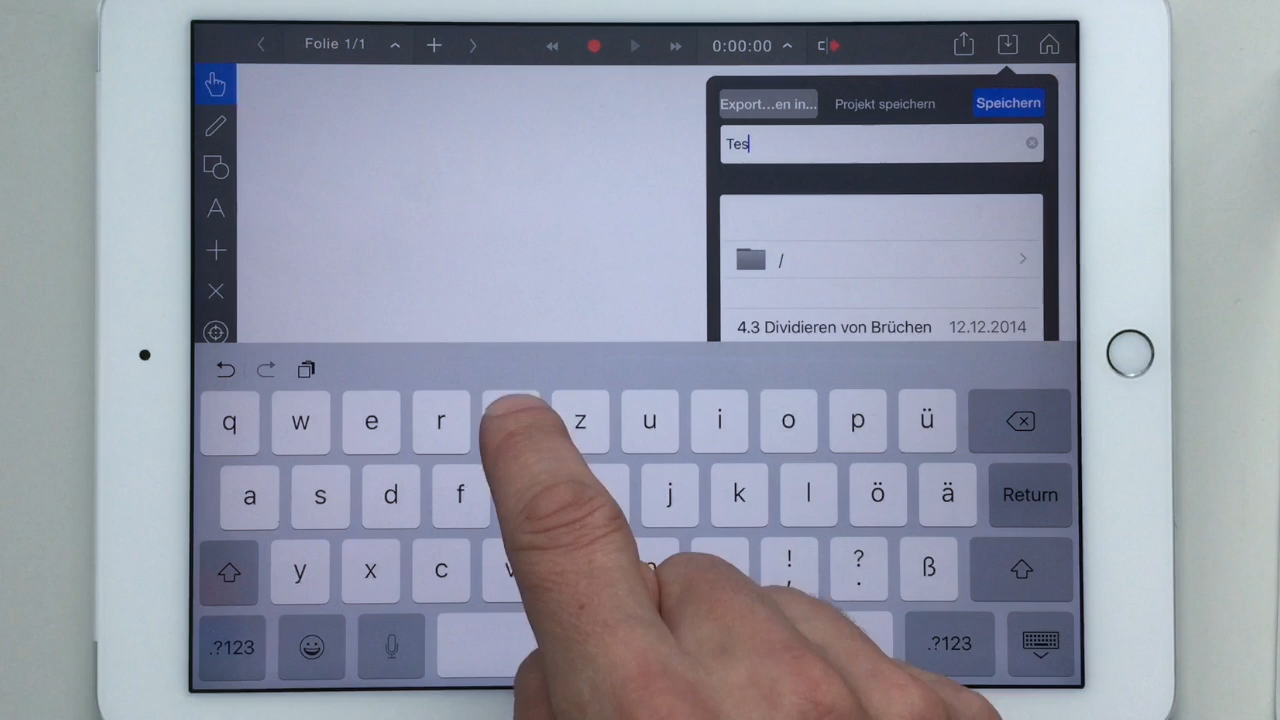 Folie 1/1 0:00:00
Export...en in... Projekt speichern Speichern
Tes
/
4.3 Dividieren von Brüchen 12.12.2014
q w e r z u i o p ü
a s d f j k l ö ä Return
y x c ! ? . ß
.?123 .?123